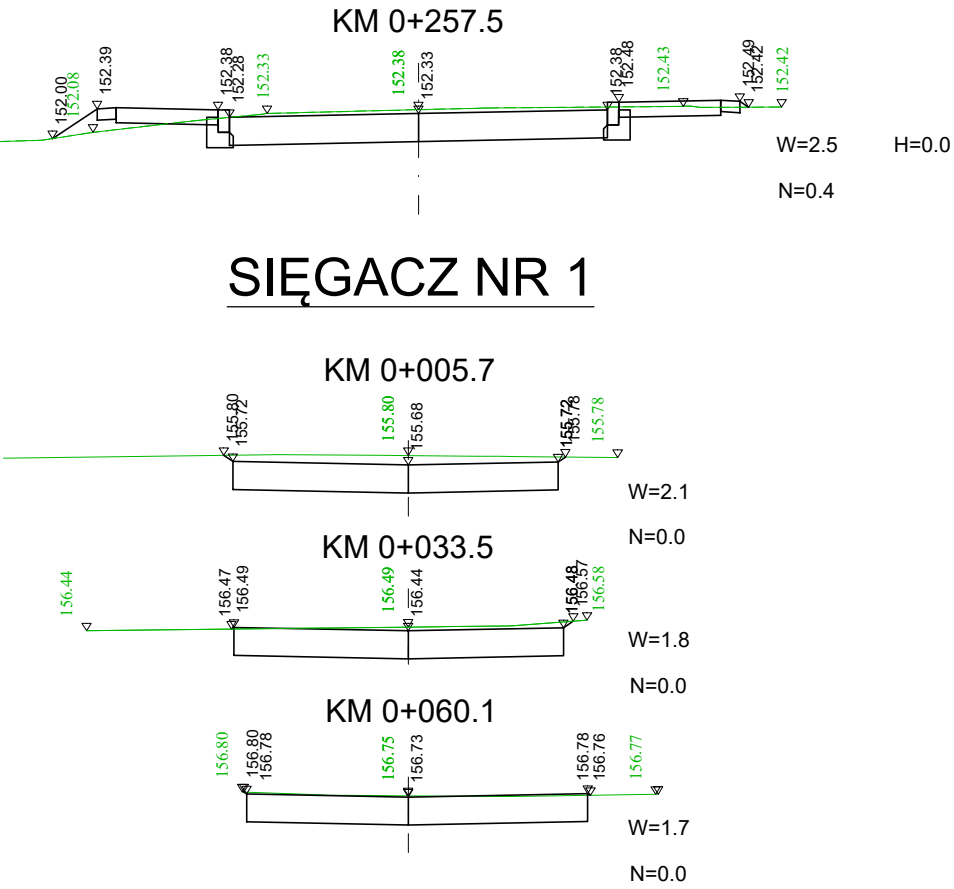 KM 0+257.5
152.00
152.08
152.39
152.38
152.28
152.33
152.38
152.33
152.38
152.48
152.43
152.49
152.42
152.42
W=2.5 H=0.0
N=0.4
SIĘGACZ NR 1
KM 0+005.7
155.80
155.72
155.80
155.68
155.72
155.78
155.78
W=2.1
N=0.0
KM 0+033.5
156.44
156.47
156.49
156.49
156.44
156.48
156.57
156.58
W=1.8
N=0.0
KM 0+060.1
156.80
156.80
156.78
156.75
156.73
156.78
156.76
156.77
W=1.7
N=0.0